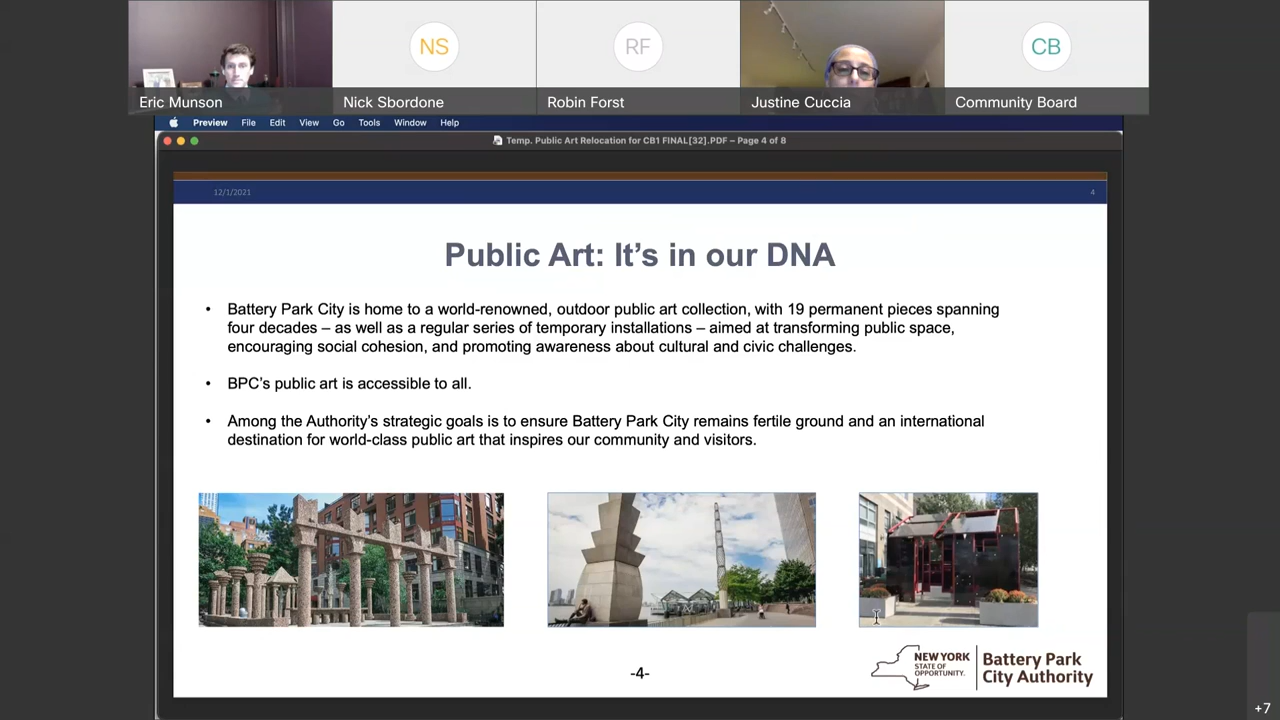 NS
RF
CB
Eric Munson
Nick Sbordone
Robin Forst
Justine Cuccia
Community Board
Preview File Edit View Go Tools Window Help
Temp. Public Art Relocation for CB1 FINAL[32].PDF – Page 4 of 8
12/1/2021
4
Public Art: It’s in our DNA
• Battery Park City is home to a world-renowned, outdoor public art collection, with 19 permanent pieces spanning
four decades – as well as a regular series of temporary installations – aimed at transforming public space,
encouraging social cohesion, and promoting awareness about cultural and civic challenges.
• BPC’s public art is accessible to all.
• Among the Authority’s strategic goals is to ensure Battery Park City remains fertile ground and an international
destination for world-class public art that inspires our community and visitors.
-4-
NEW YORK
STATE OF
OPPORTUNITY.
Battery Park
City Authority
+7